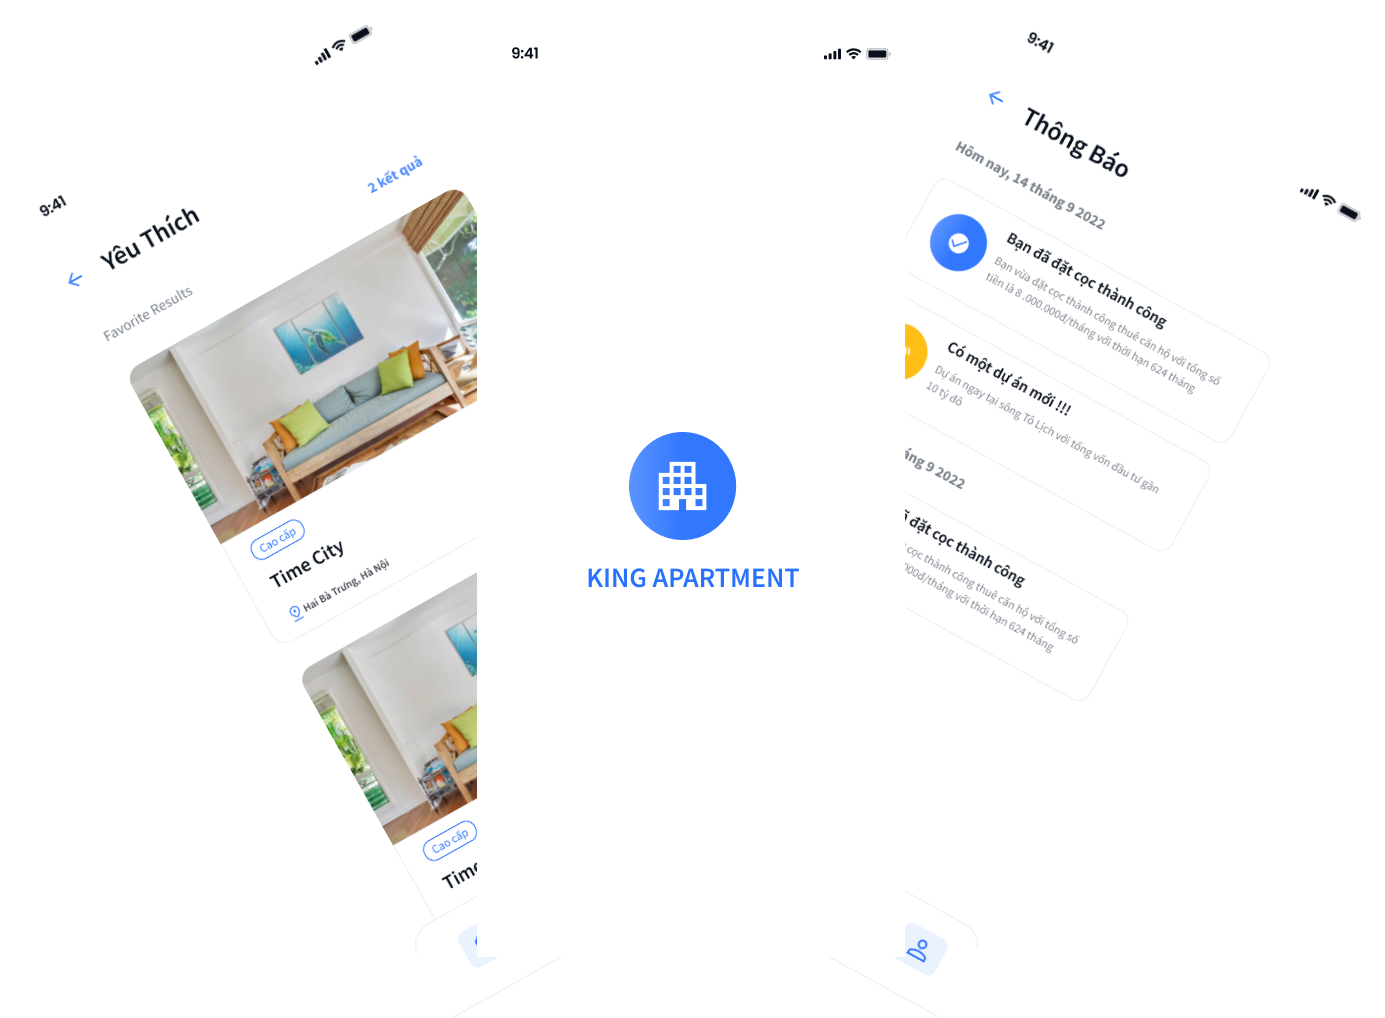 9:41
Yêu Thích
2 kết quả
Favorite Results
Cao cấp
Time City
Hai Bà Trưng, Hà Nội
Cao cấp
9:41
KING APARTMENT
9:41
Thông Báo
Hôm nay, 14 tháng 9 2022
Bạn đã đặt cọc thành công
Bạn vừa đặt cọc thành công thuê căn hộ với tổng số
tiền là 8 .000.000đ/tháng với thời hạn 624 tháng
Có một dự án mới !!!
Dự án ngay tại sông Tô Lịch với tổng vốn đầu tư gần
10 tỷ đô
9 2022
đặt cọc thành công
cọc thành công thuê căn hộ với tổng số
000đ/tháng với thời hạn 624 tháng